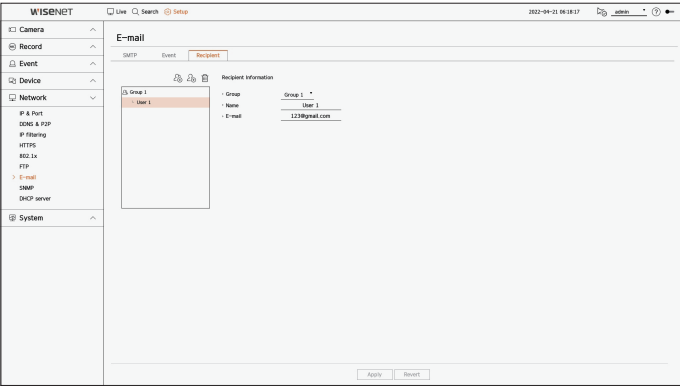 WISENET
Live Search Setup
2022-04-21 06:18:17 admin
Camera
Record
Event
Device
Network
IP & Port
DDNS & P2P
IP filtering
HTTPS
802.1x
FTP
E-mail
SNMP
DHCP server
System
E-mail
SMTP Event Recipient
Group 1
User 1
Recipient Information
Group Group 1
Name User 1
E-mail 123@gmail.com
Apply Revert